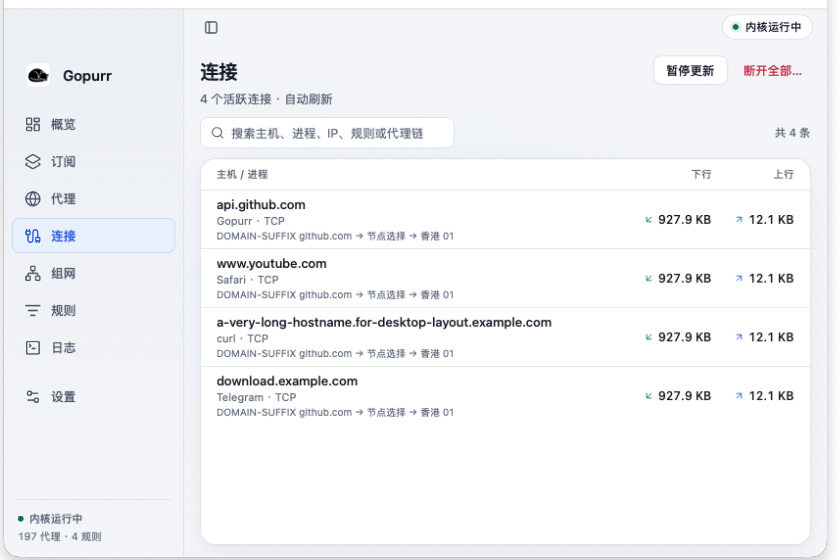 内核运行中
Gopurr
概览
订阅
代理
连接
组网
规则
日志
设置
内核运行中
197 代理 · 4 规则
连接
暂停更新
断开全部...
4 个活跃连接 · 自动刷新
搜索主机、进程、IP、规则或代理链
共 4 条
主机 / 进程 下行 上行
api.github.com
Gopurr · TCP
DOMAIN-SUFFIX github.com → 节点选择 → 香港 01
↙ 927.9 KB ↗ 12.1 KB
www.youtube.com
Safari · TCP
DOMAIN-SUFFIX github.com → 节点选择 → 香港 01
↙ 927.9 KB ↗ 12.1 KB
a-very-long-hostname.for-desktop-layout.example.com
curl · TCP
DOMAIN-SUFFIX github.com → 节点选择 → 香港 01
↙ 927.9 KB ↗ 12.1 KB
download.example.com
Telegram · TCP
DOMAIN-SUFFIX github.com → 节点选择 → 香港 01
↙ 927.9 KB ↗ 12.1 KB